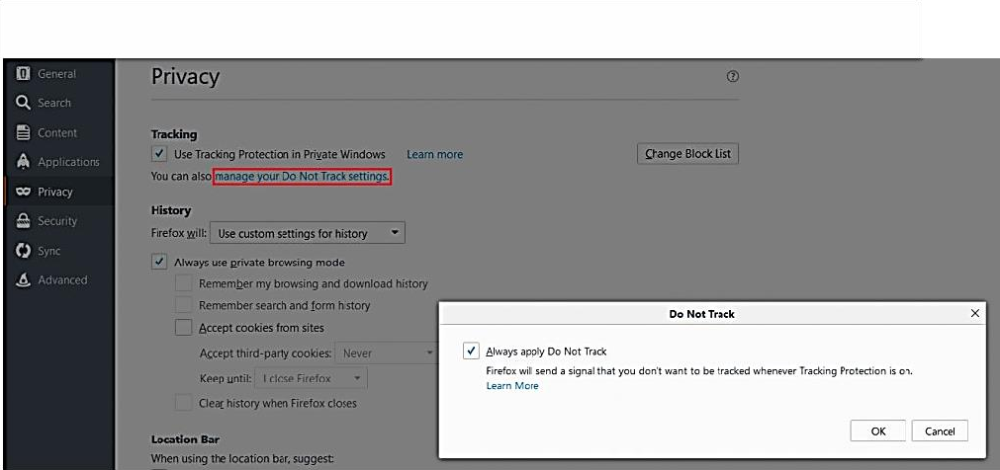 General
Search
Content
Applications
Privacy
Security
Sync
Advanced
Privacy
?
Tracking
Use Tracking Protection in Private Windows Learn more
Change Block List
You can also manage your Do Not Track settings.
History
Firefox will: Use custom settings for history
Always use private browsing mode
Remember my browsing and download history
Remember search and form history
Accept cookies from sites
Accept third-party cookies: Never
Keep until: I close Firefox
Clear history when Firefox closes
Location Bar
When using the location bar, suggest:
Do Not Track
Always apply Do Not Track
Firefox will send a signal that you don't want to be tracked whenever Tracking Protection is on.
Learn More
OK Cancel